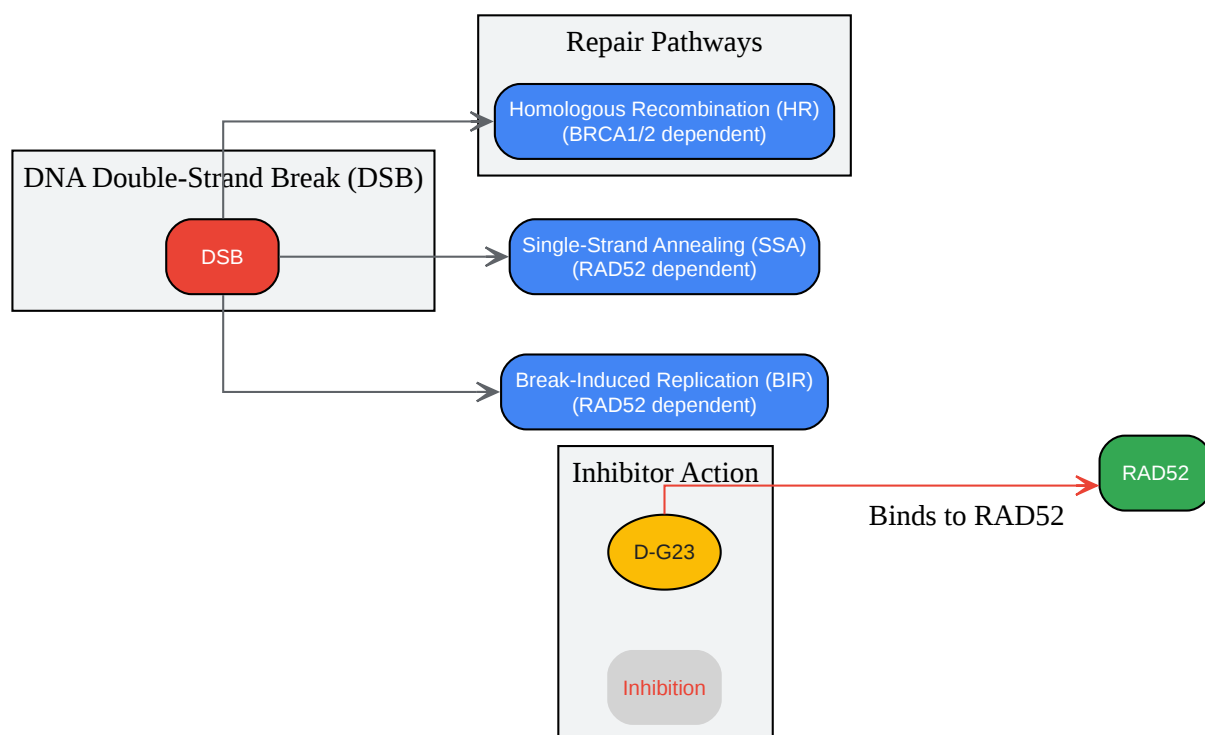 Repair Pathways
Homologous Recombination (HR)
(BRCA1/2 dependent)
DNA Double-Strand Break (DSB)
DSB
Single-Strand Annealing (SSA)
(RAD52 dependent)
Break-Induced Replication (BIR)
(RAD52 dependent)
Inhibitor Action
RAD52
Binds to RAD52
D-G23
Inhibition